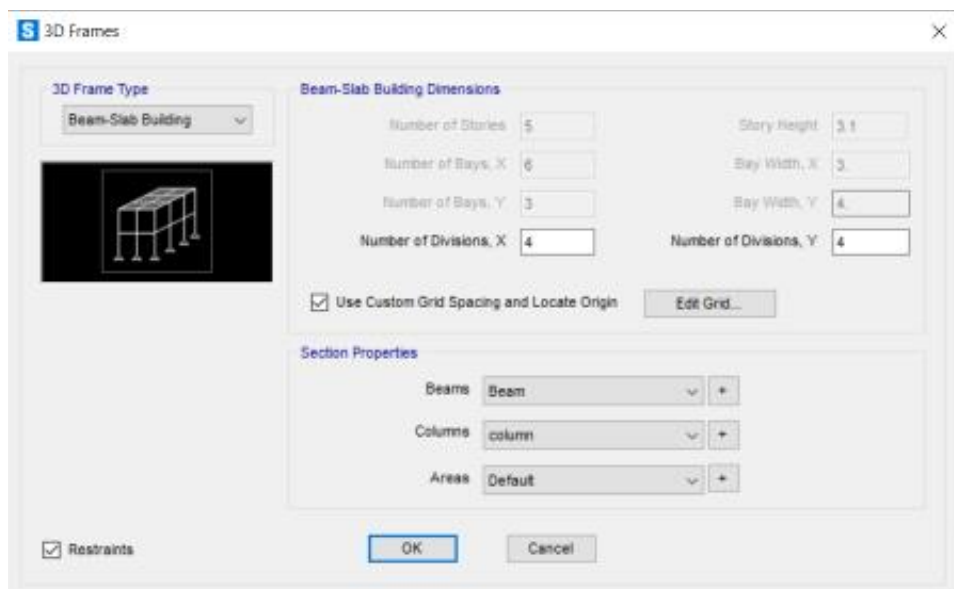 S 3D Frames
3D Frame Type
Beam-Slab Building
Beam-Slab Building Dimensions
Number of Stories 5 Story Height 3.1
Number of Bays, X 6 Bay Width, X 3.
Number of Bays, Y 3 Bay Width, Y 4.
Number of Divisions, X 4 Number of Divisions, Y 4
Use Custom Grid Spacing and Locate Origin Edit Grid...
Section Properties
Beams Beam +
Columns column +
Areas Default +
Restraints OK Cancel